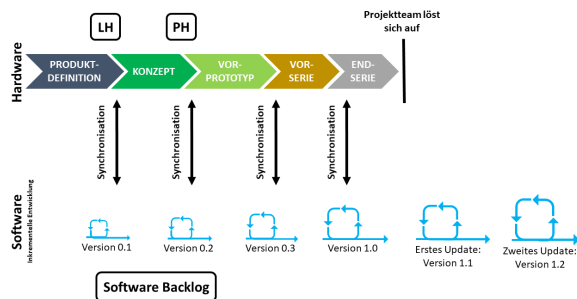 LH
PH
Projektteam löst
sich auf
Hardware
PRODUKT-
DEFINITION
KONZEPT
VOR-
PROTOTYP
VOR-
SERIE
END-
SERIE
Synchronisation
Synchronisation
Synchronisation
Synchronisation
Software
Inkrementelle Entwicklung
Version 0.1
Version 0.2
Version 0.3
Version 1.0
Erstes Update:
Version 1.1
Zweites Update:
Version 1.2
Software Backlog